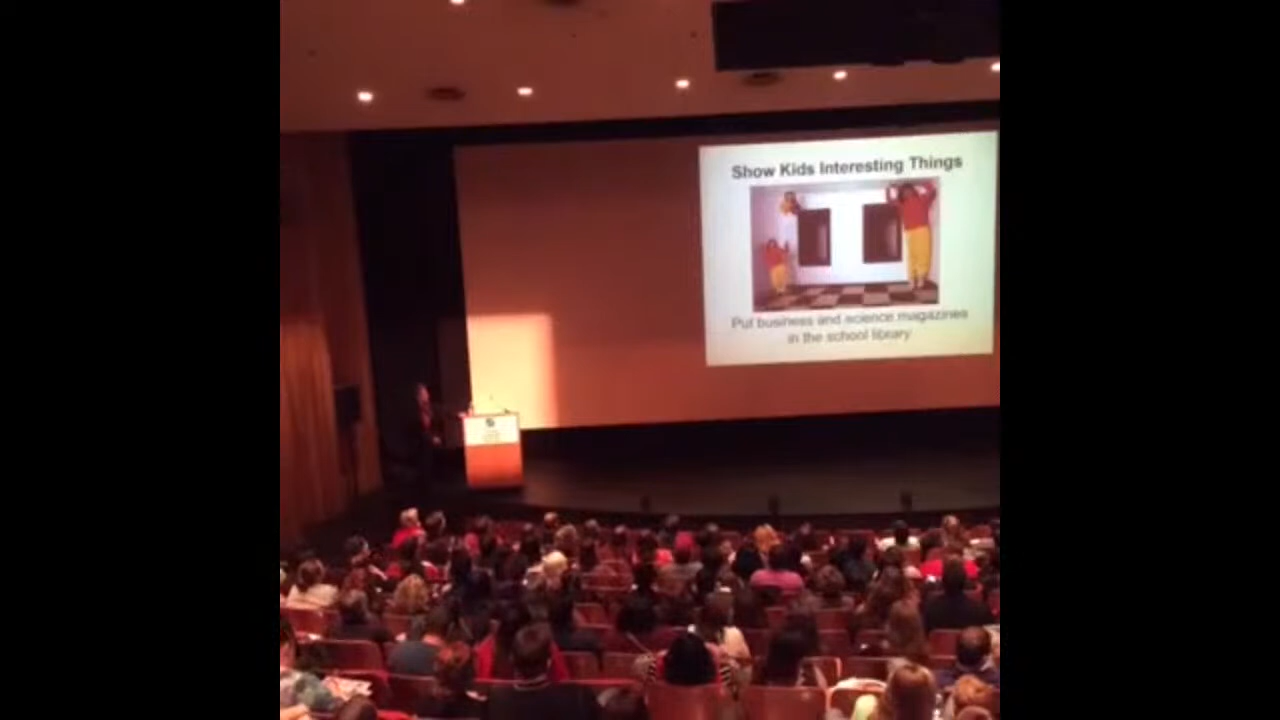 Show Kids Interesting Things
Put business and science magazines
in the school library